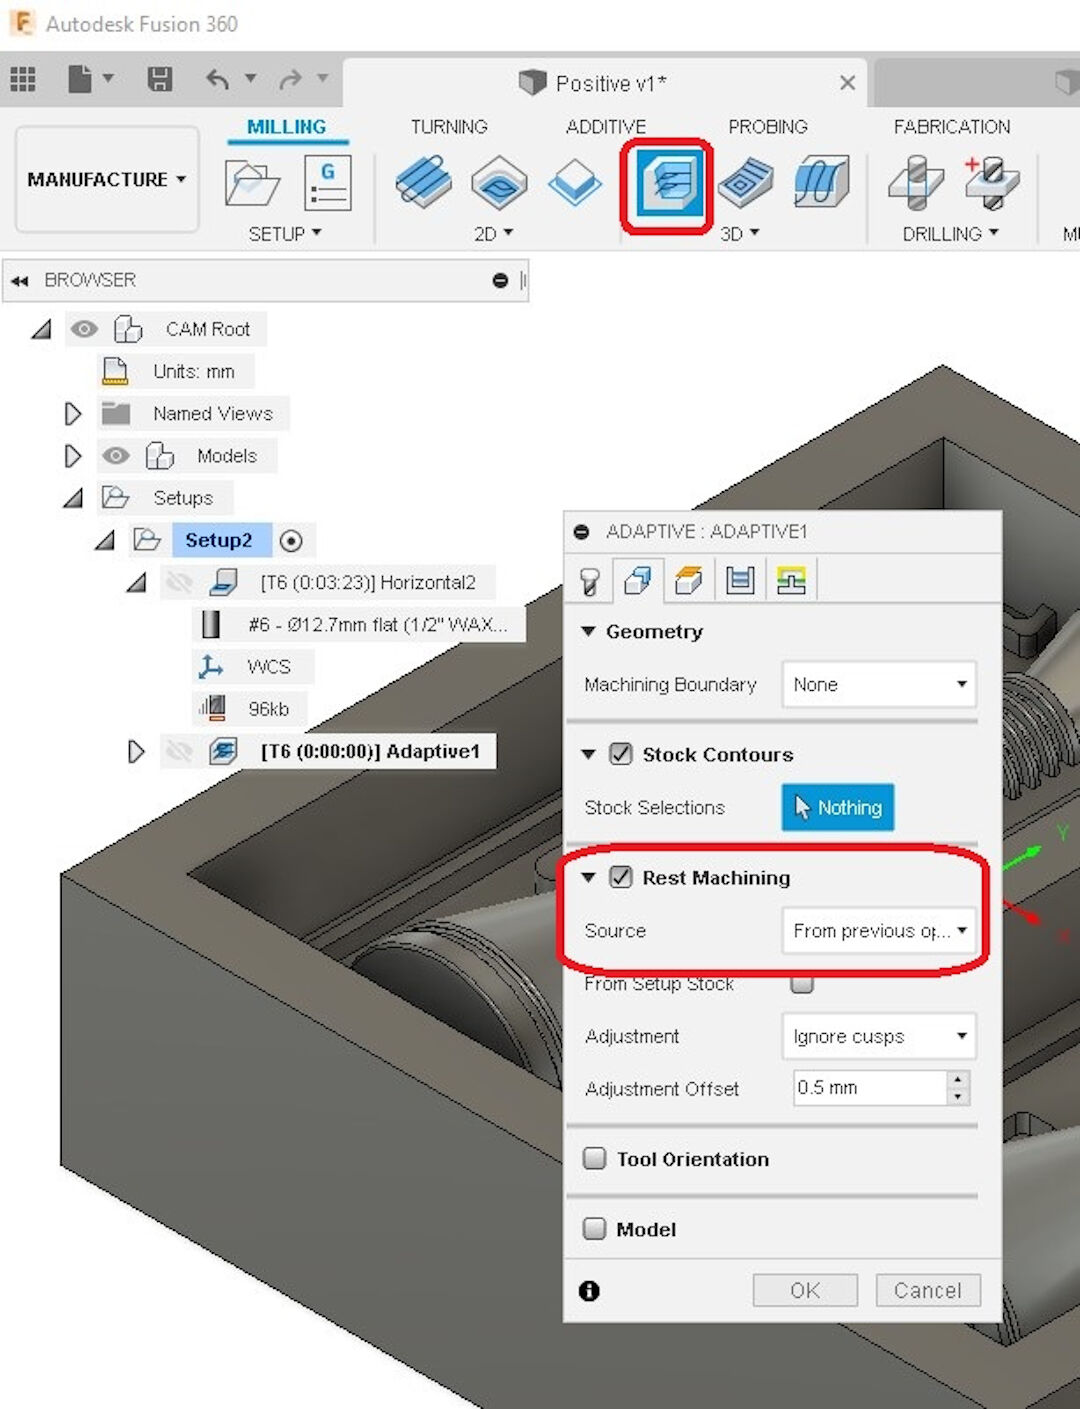 Autodesk Fusion 360
Positive v1*
MILLING TURNING ADDITIVE PROBING FABRICATION
MANUFACTURE
G
SETUP 2D 3D DRILLING
BROWSER
CAM Root
Units: mm
Named Views
Models
Setups
Setup2
[T6 (0:03:23)] Horizontal2
#6 - Ø12.7mm flat (1/2" WAX...
WCS
96kb
[T6 (0:00:00)] Adaptive1
ADAPTIVE : ADAPTIVE1
Geometry
Machining Boundary None
Stock Contours
Stock Selections Nothing
Rest Machining
Source From previous op...
From Setup Stock
Adjustment Ignore cusps
Adjustment Offset 0.5 mm
Tool Orientation
Model
OK Cancel
Y